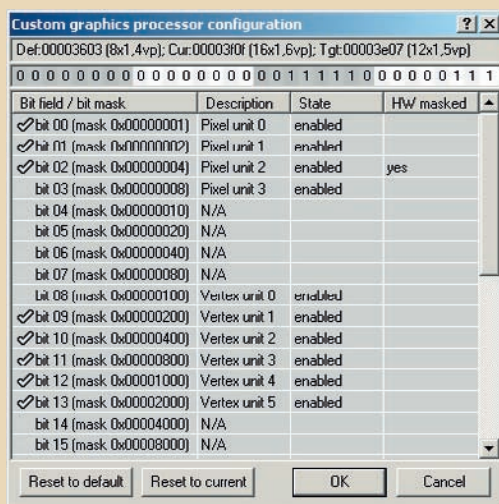 Custom graphics processor configuration
Def:00003603 (8x1,4vp); Cur:00003f0f (16x1,6vp); Tgt:00003e07 (12x1,5vp)
0 0 0 0 0 0 0 0 0 0 0 0 0 0 0 0 0 0 1 1 1 1 1 0 0 0 0 0 0 1 1 1
Bit field / bit mask Description State HW masked
bit 00 (mask 0x00000001) Pixel unit 0 enabled
bit 01 (mask 0x00000002) Pixel unit 1 enabled
bit 02 (mask 0x00000004) Pixel unit 2 enabled yes
bit 03 (mask 0x00000008) Pixel unit 3 enabled
bit 04 (mask 0x00000010) N/A
bit 05 (mask 0x00000020) N/A
bit 06 (mask 0x00000040) N/A
bit 07 (mask 0x00000080) N/A
bit 08 (mask 0x00000100) Vertex unit 0 enabled
bit 09 (mask 0x00000200) Vertex unit 1 enabled
bit 10 (mask 0x00000400) Vertex unit 2 enabled
bit 11 (mask 0x00000800) Vertex unit 3 enabled
bit 12 (mask 0x00001000) Vertex unit 4 enabled
bit 13 (mask 0x00002000) Vertex unit 5 enabled
bit 14 (mask 0x00004000) N/A
bit 15 (mask 0x00008000) N/A
Reset to default Reset to current OK Cancel